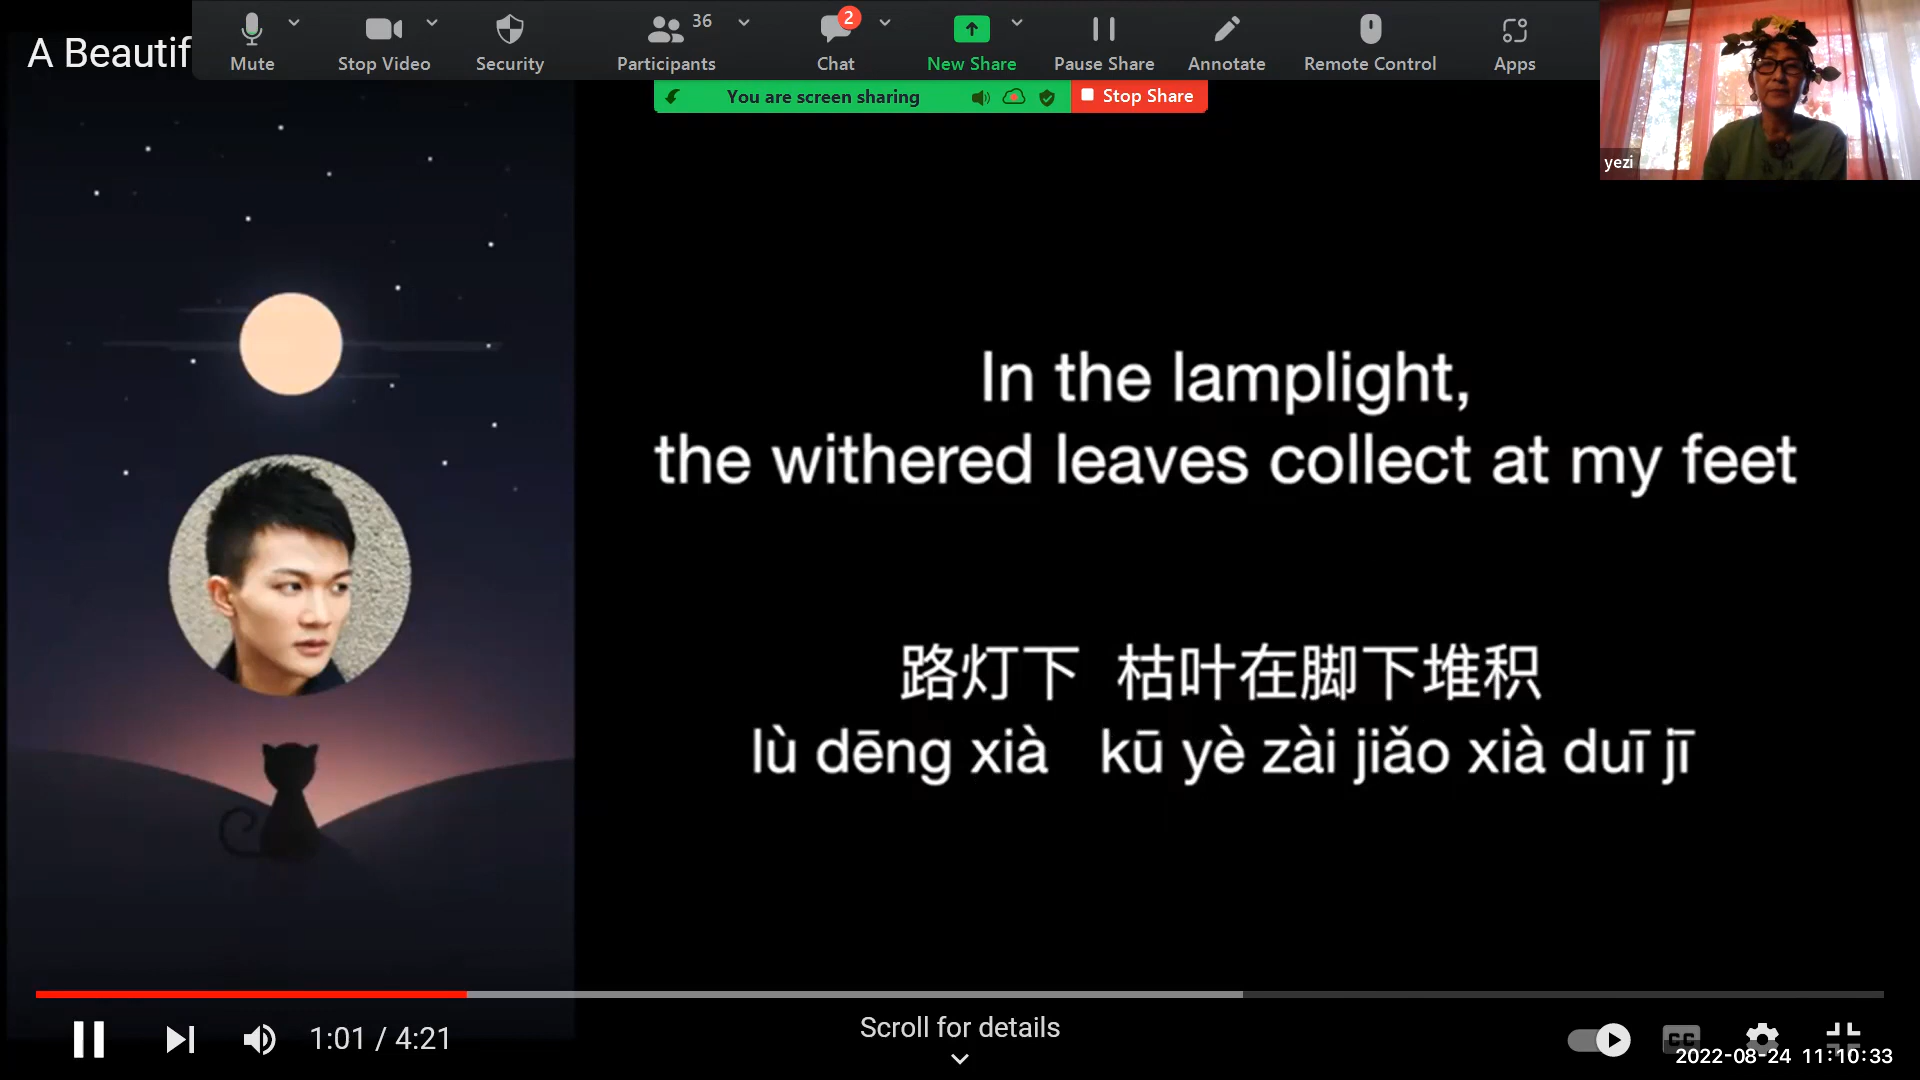 A Beautif
Mute
Stop Video
Security
Participants
36
Chat
2
New Share
Pause Share
Annotate
Remote Control
Apps
You are screen sharing
Stop Share
yezi
In the lamplight,
the withered leaves collect at my feet
路灯下 枯叶在脚下堆积
lù dēng xià kū yè zài jiǎo xià duī jī
1:01 / 4:21
Scroll for details
CC
2022-08-24 11:10:33